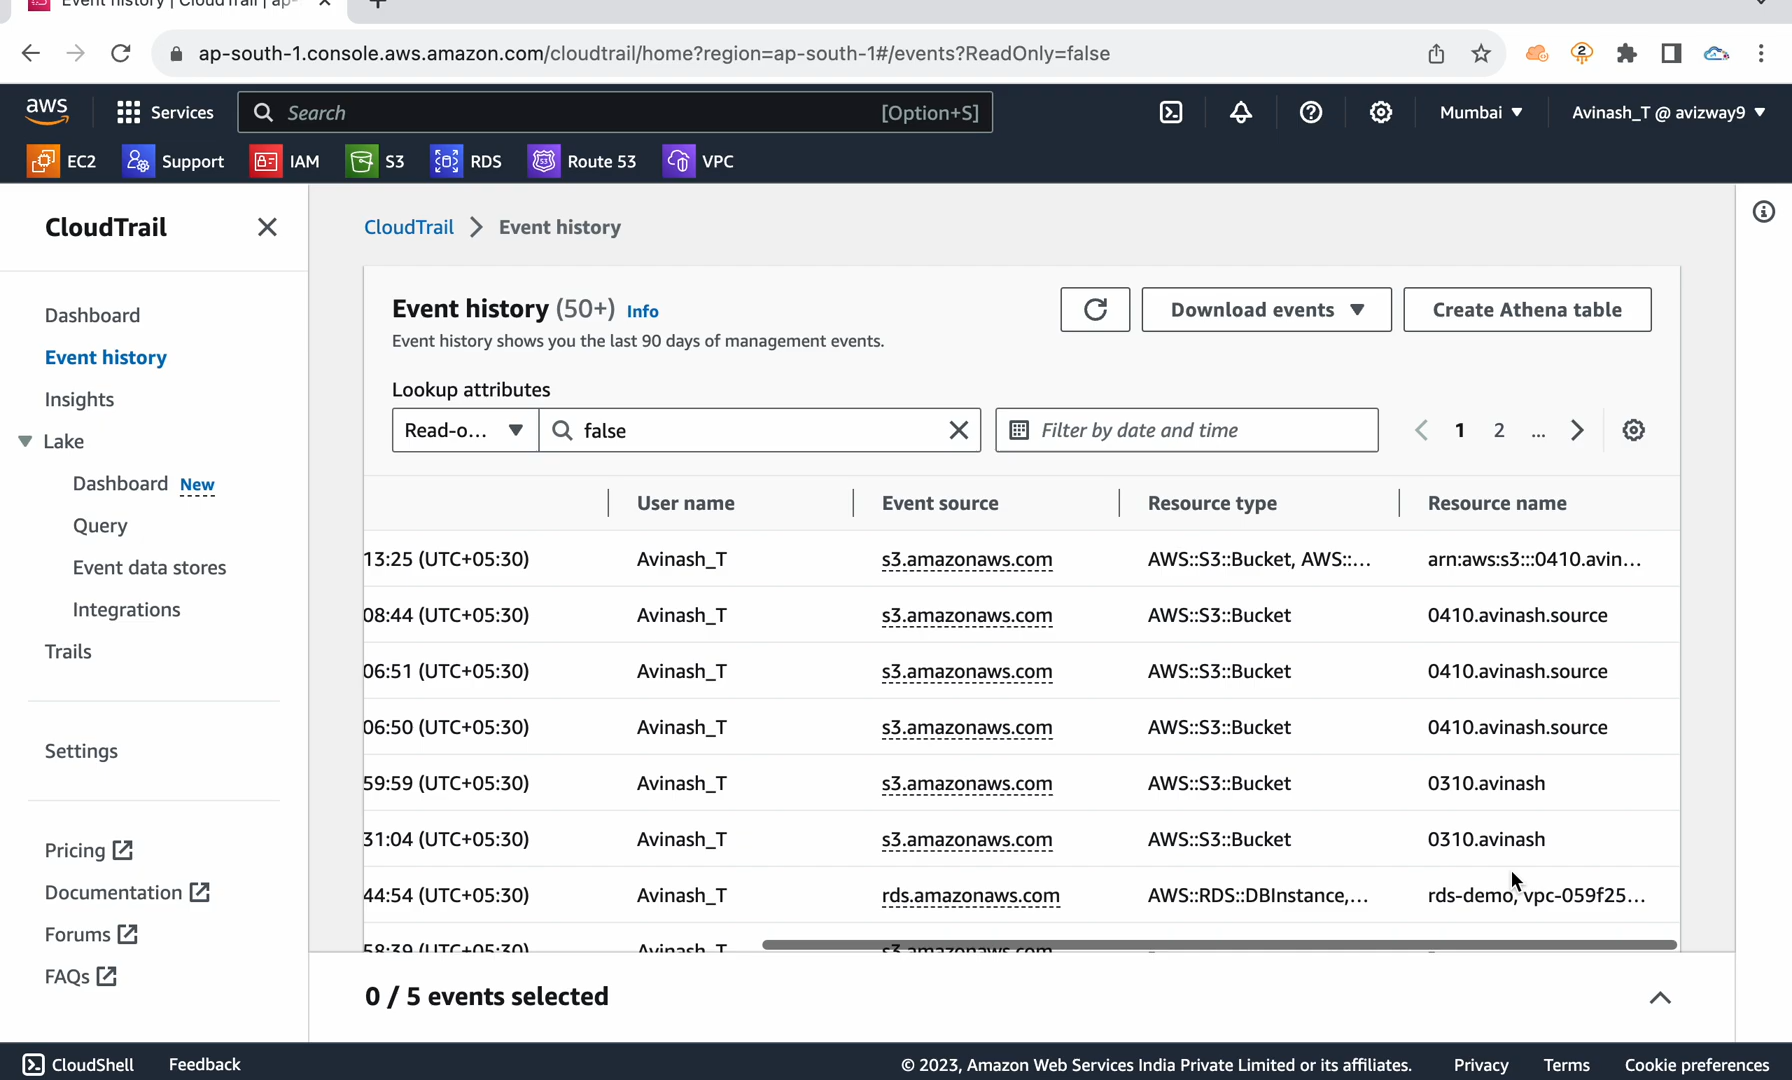 Event history | CloudTrail | ap-
ap-south-1.console.aws.amazon.com/cloudtrail/home?region=ap-south-1#/events?ReadOnly=false
2
aws
Services
Search
[Option+S]
Mumbai
Avinash_T @ avizway9
EC2
Support
IAM
S3
RDS
Route 53
VPC
CloudTrail
Dashboard
Event history
Insights
Lake
Dashboard New
Query
Event data stores
Integrations
Trails
Settings
Pricing
Documentation
Forums
FAQs
CloudTrail > Event history
Event history (50+) Info
Event history shows you the last 90 days of management events.
Download events
Create Athena table
Lookup attributes
Read-o...
false
Filter by date and time
1 2 ...
User name Event source Resource type Resource name
13:25 (UTC+05:30) Avinash_T s3.amazonaws.com AWS::S3::Bucket, AWS::... arn:aws:s3:::0410.avin...
08:44 (UTC+05:30) Avinash_T s3.amazonaws.com AWS::S3::Bucket 0410.avinash.source
06:51 (UTC+05:30) Avinash_T s3.amazonaws.com AWS::S3::Bucket 0410.avinash.source
06:50 (UTC+05:30) Avinash_T s3.amazonaws.com AWS::S3::Bucket 0410.avinash.source
59:59 (UTC+05:30) Avinash_T s3.amazonaws.com AWS::S3::Bucket 0310.avinash
31:04 (UTC+05:30) Avinash_T s3.amazonaws.com AWS::S3::Bucket 0310.avinash
44:54 (UTC+05:30) Avinash_T rds.amazonaws.com AWS::RDS::DBInstance,... rds-demo, vpc-059f25...
58:39 (UTC+05:30) Avinash_T s3.amazonaws.com - -
0 / 5 events selected
CloudShell
Feedback
© 2023, Amazon Web Services India Private Limited or its affiliates.
Privacy
Terms
Cookie preferences